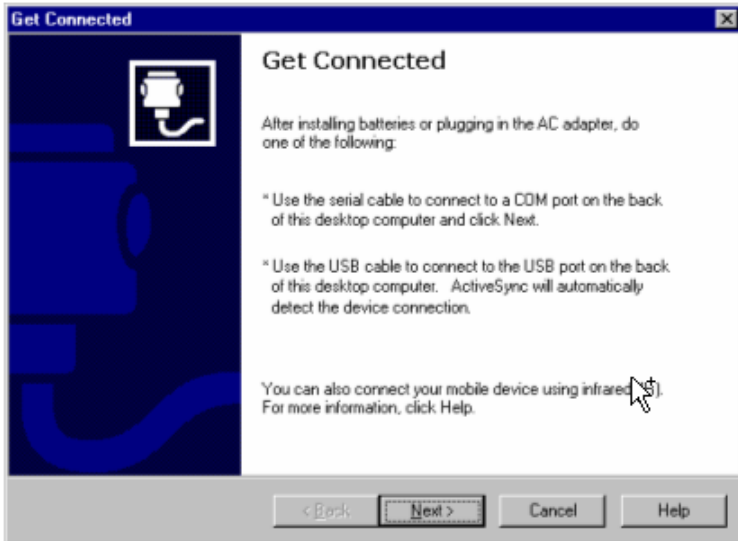 Get Connected
Get Connected
After installing batteries or plugging in the AC adapter, do
one of the following:
* Use the serial cable to connect to a COM port on the back
of this desktop computer and click Next.
* Use the USB cable to connect to the USB port on the back
of this desktop computer. ActiveSync will automatically
detect the device connection.
You can also connect your mobile device using infrared
For more information, click Help.
< Back
Next >
Cancel
Help